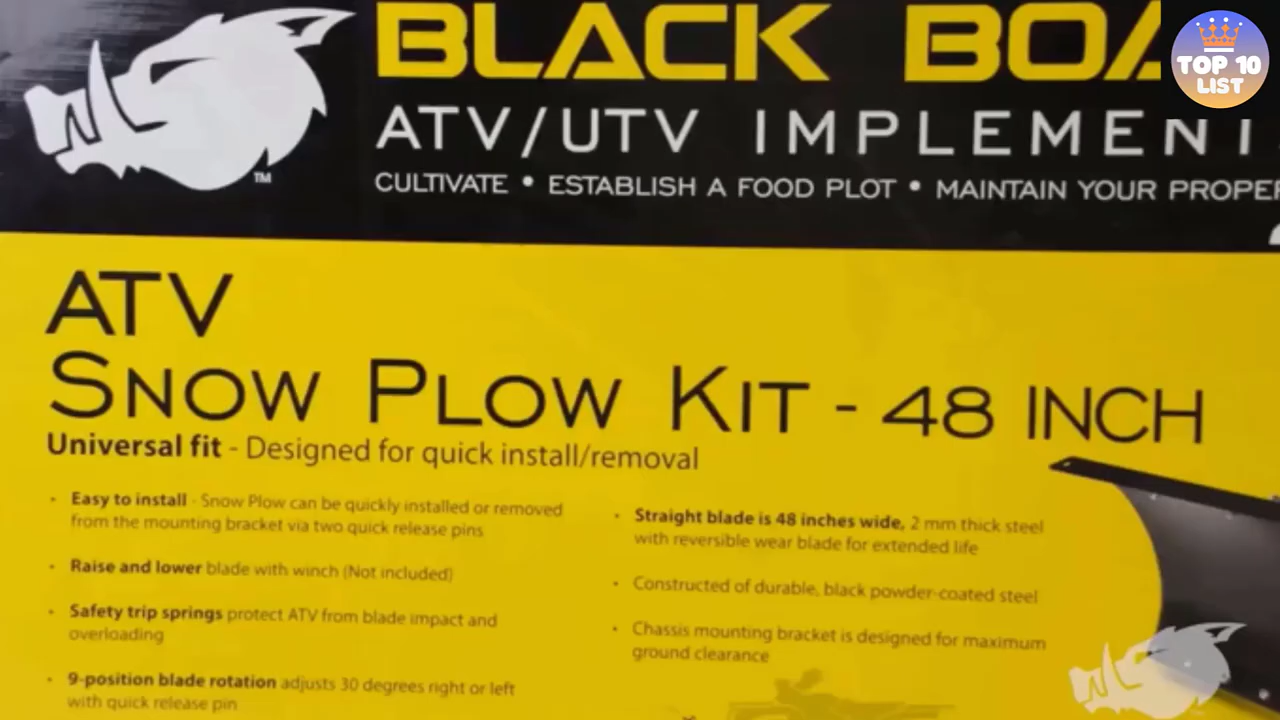 BLACK BOA
TOP 10
LIST
ATV/UTV IMPLEMENT
CULTIVATE • ESTABLISH A FOOD PLOT • MAINTAIN YOUR PROPER
TM
ATV
SNOW PLOW KIT - 48 INCH
Universal fit - Designed for quick install/removal
• Easy to install - Snow Plow can be quickly installed or removed
from the mounting bracket via two quick release pins
• Raise and lower blade with winch (Not included)
• Safety trip springs protect ATV from blade impact and
overloading
• 9-position blade rotation adjusts 30 degrees right or left
with quick release pin
• Straight blade is 48 inches wide, 2 mm thick steel
with reversible wear blade for extended life
• Constructed of durable, black powder-coated steel
• Chassis mounting bracket is designed for maximum
ground clearance